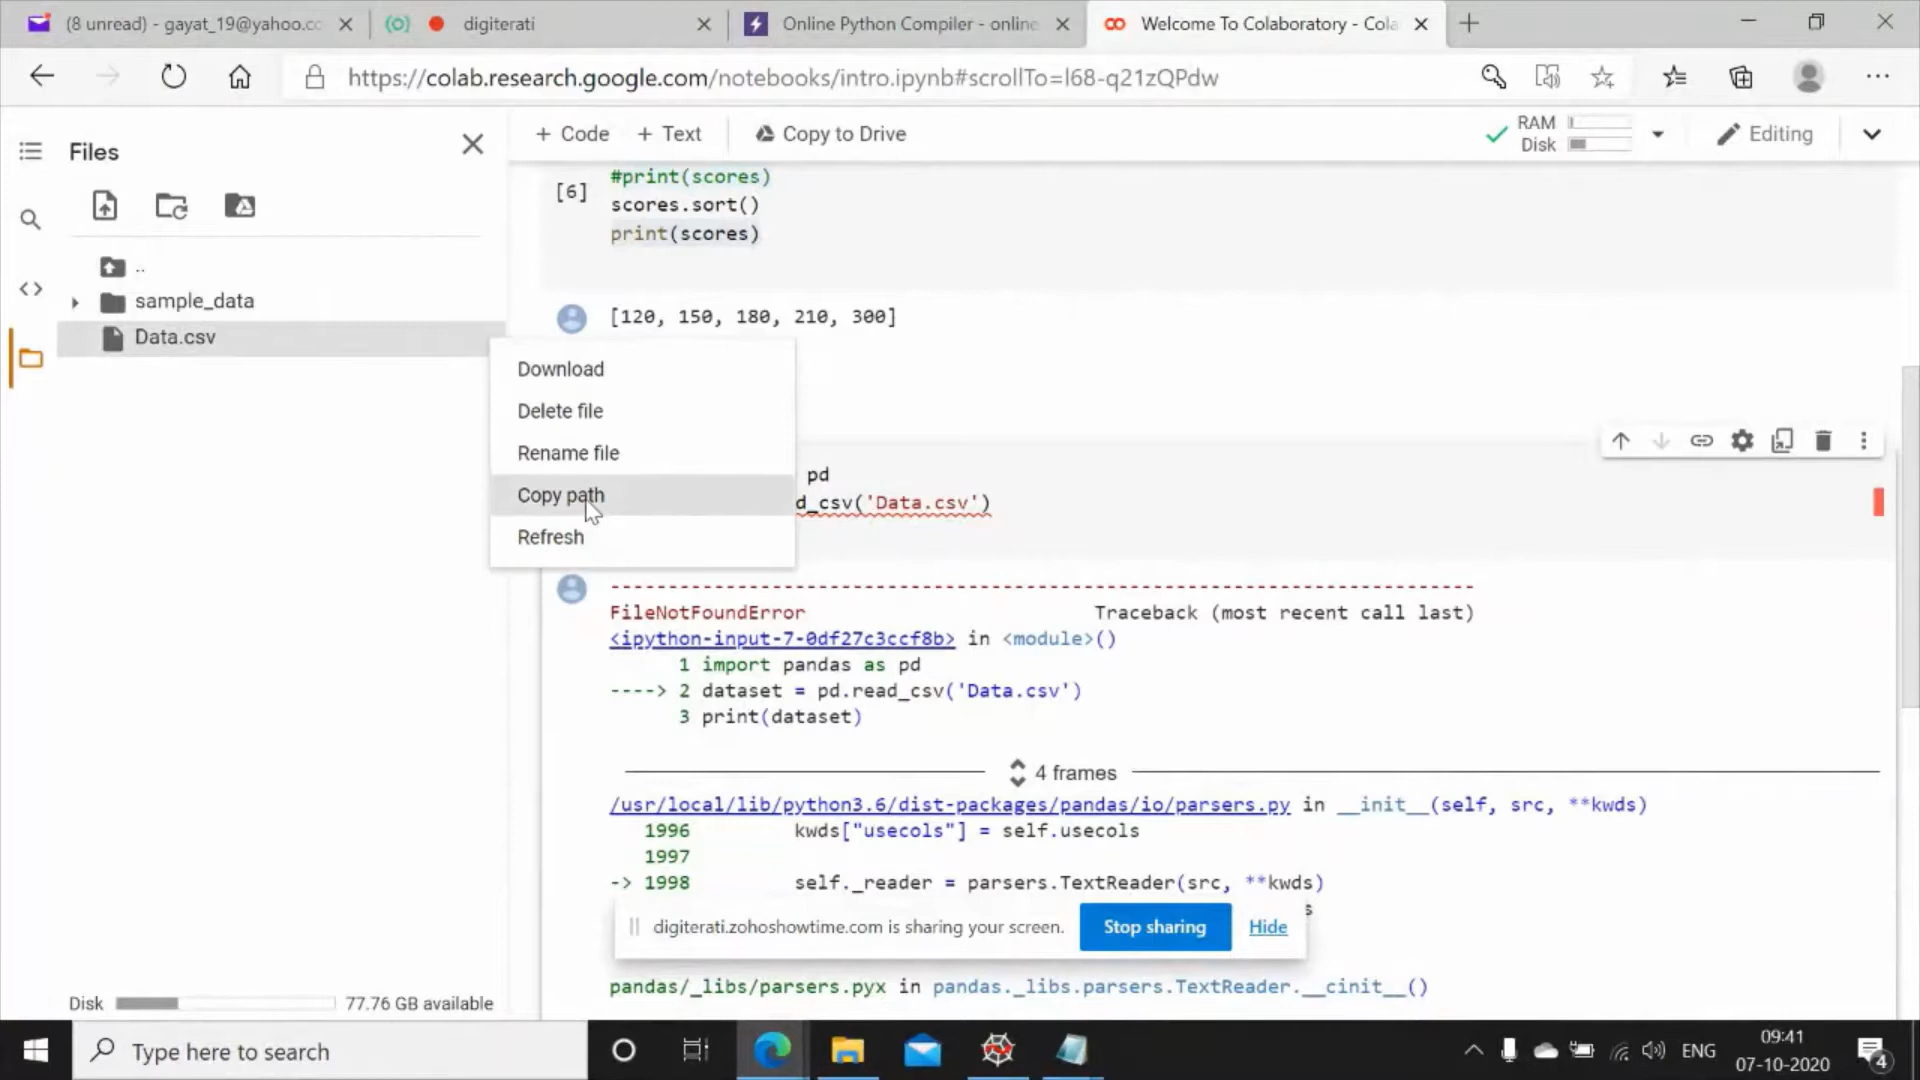 (8 unread) - gayat_19@yahoo.co
digiterati
Online Python Compiler - online
Welcome To Colaboratory - Cola
https://colab.research.google.com/notebooks/intro.ipynb#scrollTo=l68-q21zQPdw
Files
+ Code + Text Copy to Drive
RAM
Disk
Editing
..
sample_data
Data.csv
[6]
#print(scores)
scores.sort()
print(scores)
[120, 150, 180, 210, 300]
Download
Delete file
Rename file
Copy path
Refresh
pd
d_csv('Data.csv')
---------------------------------------------------------------------------
FileNotFoundError Traceback (most recent call last)
<ipython-input-7-0df27c3ccf8b> in <module>()
1 import pandas as pd
----> 2 dataset = pd.read_csv('Data.csv')
3 print(dataset)
4 frames
/usr/local/lib/python3.6/dist-packages/pandas/io/parsers.py in __init__(self, src, **kwds)
1996 kwds["usecols"] = self.usecols
1997
-> 1998 self._reader = parsers.TextReader(src, **kwds)
s
digiterati.zohoshowtime.com is sharing your screen. Stop sharing Hide
pandas/_libs/parsers.pyx in pandas._libs.parsers.TextReader.__cinit__()
Disk 77.76 GB available
Type here to search
ENG
09:41
07-10-2020
4